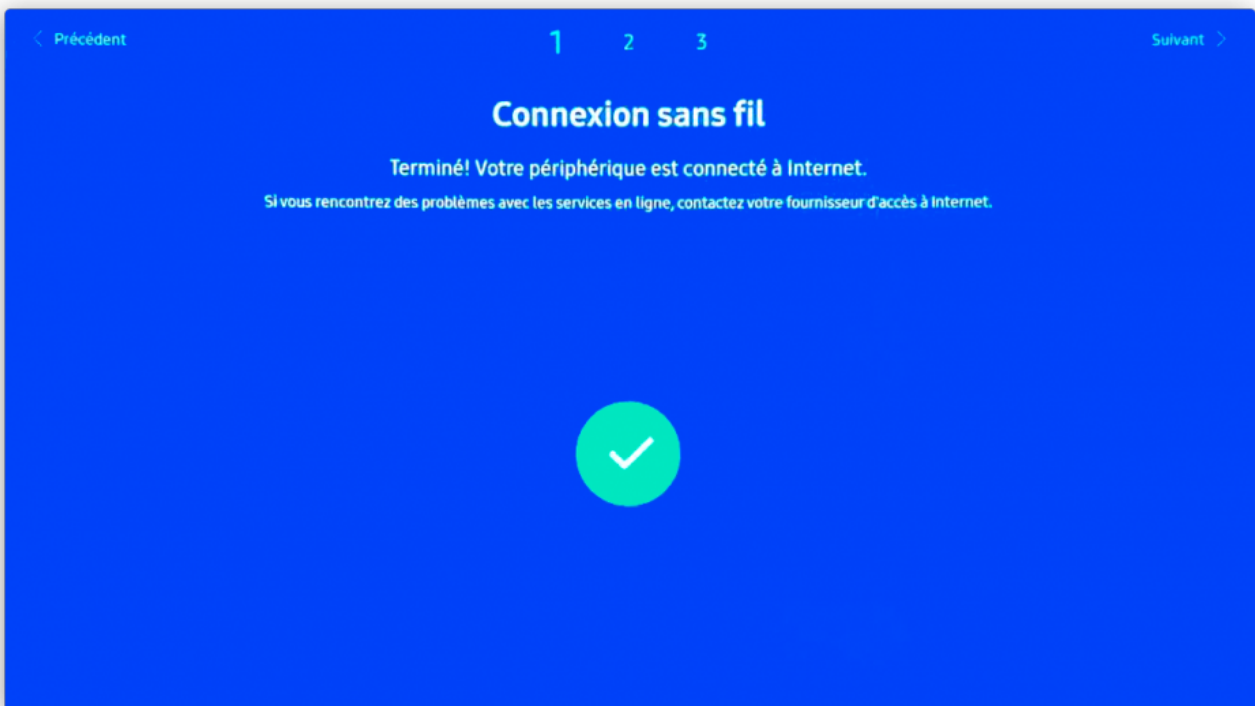 Précédent
1 2 3
Suivant
Connexion sans fil
Terminé! Votre périphérique est connecté à Internet.
Si vous rencontrez des problèmes avec les services en ligne, contactez votre fournisseur d'accès à Internet.